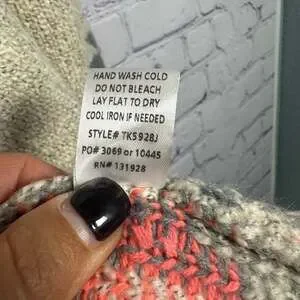 HAND WASH COLD
DO NOT BLEACH
LAY FLAT TO DRY
COOL IRON IF NEEDED
STYLE# TK5928J
PO# 3069 or 10445
RN# 131928